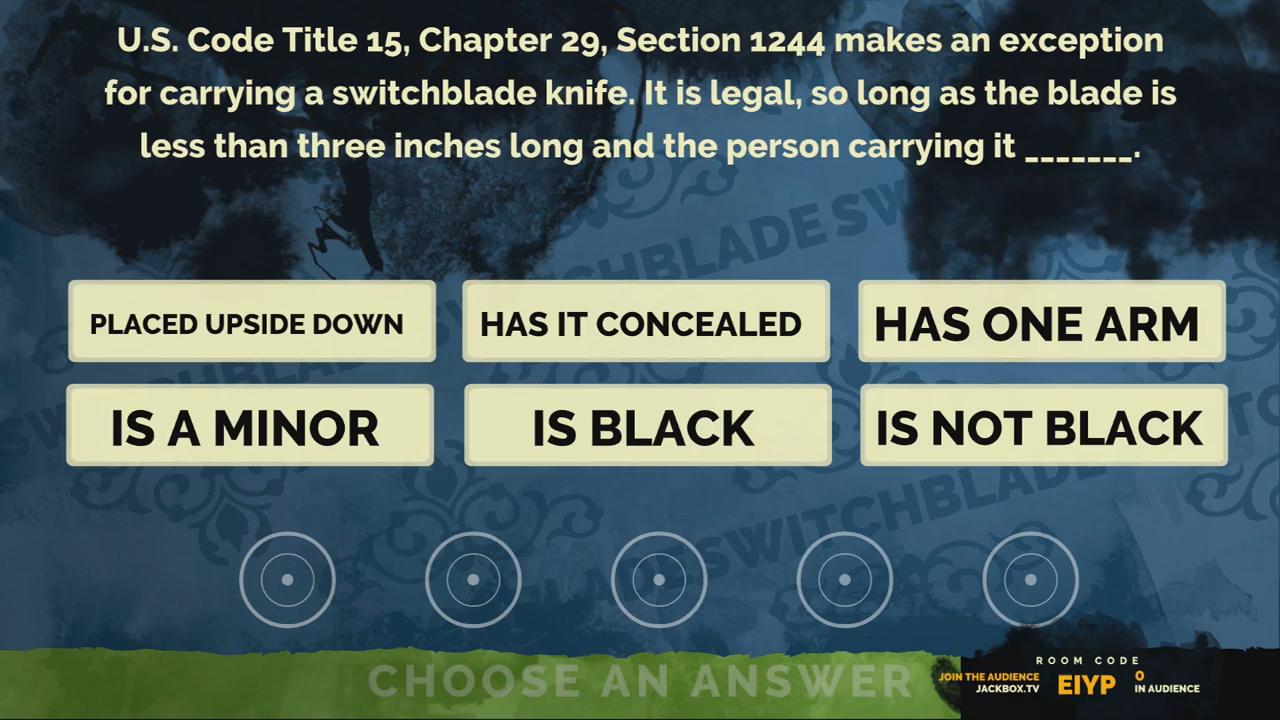 U.S. Code Title 15, Chapter 29, Section 1244 makes an exception
for carrying a switchblade knife. It is legal, so long as the blade is
less than three inches long and the person carrying it _______.
SWITCHBLADE SWITCHBLADE
PLACED UPSIDE DOWN
HAS IT CONCEALED
HAS ONE ARM
IS A MINOR
IS BLACK
IS NOT BLACK
SWITCHBLADE
CHOOSE AN ANSWER
ROOM CODE
JOIN THE AUDIENCE
JACKBOX.TV
EIYP
0
IN AUDIENCE